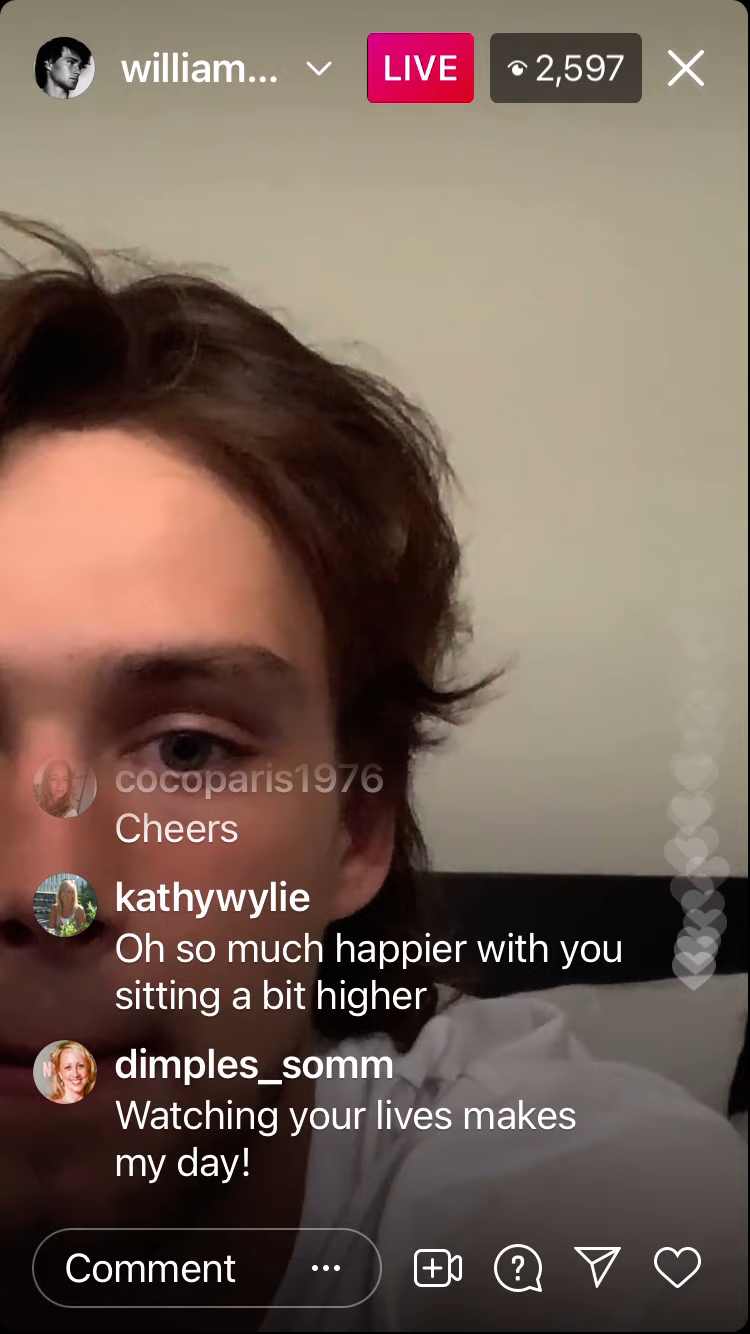 william...
LIVE
2,597
cocoparis1976
Cheers
kathywylie
Oh so much happier with you
sitting a bit higher
dimples_somm
Watching your lives makes
my day!
Comment